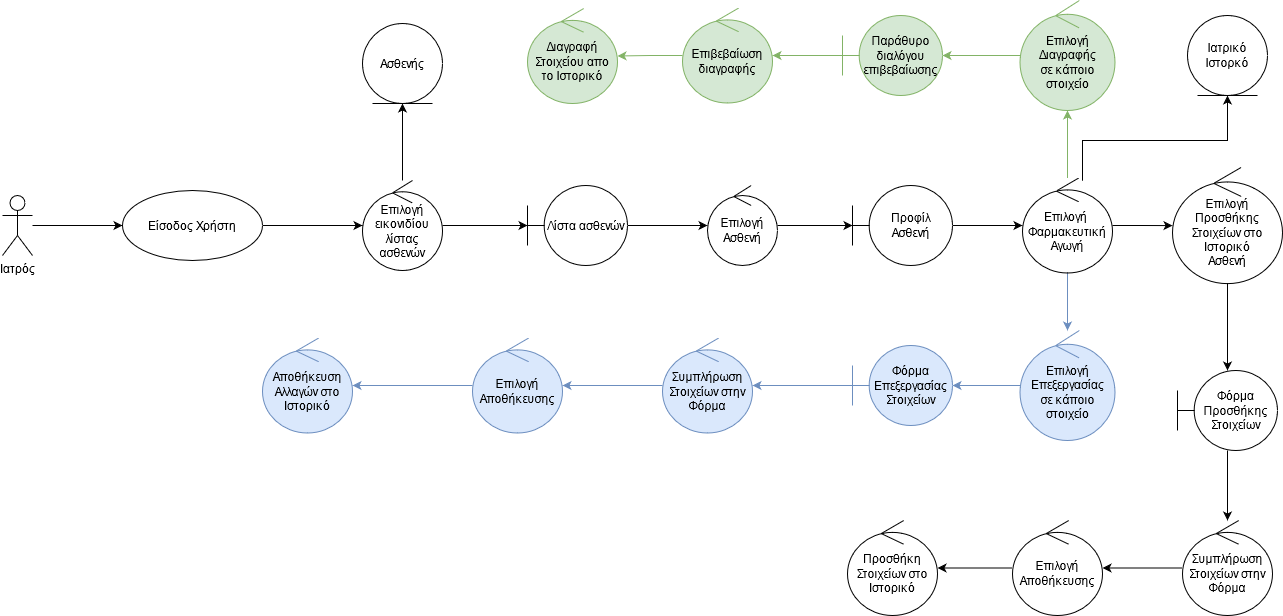 Ασθενής
Διαγραφή
Στοιχείου απο
το Ιστορικό
Επιβεβαίωση
διαγραφής
Παράθυρο
διαλόγου
επιβεβαίωσης
Επιλογή
Διαγραφής
σε κάποιο
στοιχείο
Ιατρικό
Ιστορκό
Ιατρός
Είσοδος Χρήστη
Επιλογή
εικονιδίου
λίστας
ασθενών
Λίστα ασθενών
Επιλογή
Ασθενή
Προφίλ
Ασθενή
Επιλογή
Φαρμακευτική
Αγωγή
Επιλογή
Προσθήκης
Στοιχείων στο
Ιστορικό
Ασθενή
Αποθήκευση
Αλλαγών στο
Ιστορικό
Επιλογή
Αποθήκευσης
Συμπλήρωση
Στοιχείων στην
Φόρμα
Φόρμα
Επεξεργασίας
Στοιχείων
Επιλογή
Επεξεργασίας
σε κάποιο
στοιχείο
Φόρμα
Προσθήκης
Στοιχείων
Προσθήκη
Στοιχείων στο
Ιστορικό
Επιλογή
Αποθήκευσης
Συμπλήρωση
Στοιχείων στην
Φόρμα